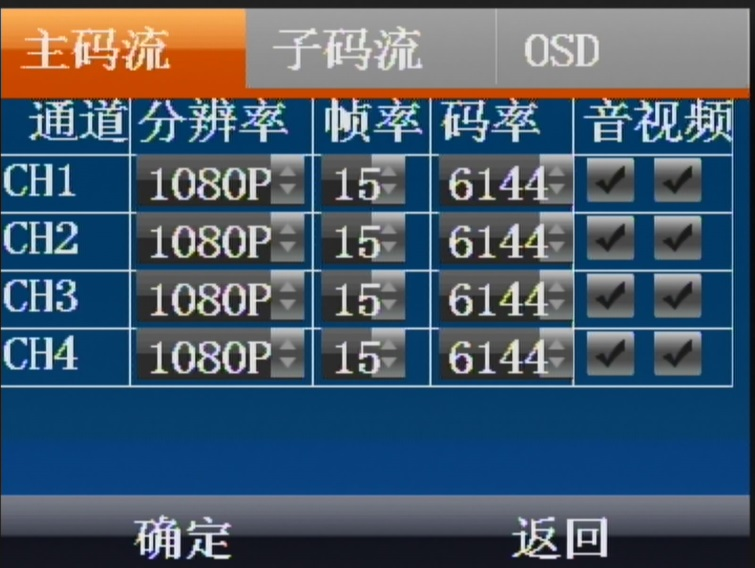 主码流 子码流 OSD
通道 分辨率 帧率 码率 音视频
CH1 1080P 15 6144
CH2 1080P 15 6144
CH3 1080P 15 6144
CH4 1080P 15 6144
确定 返回